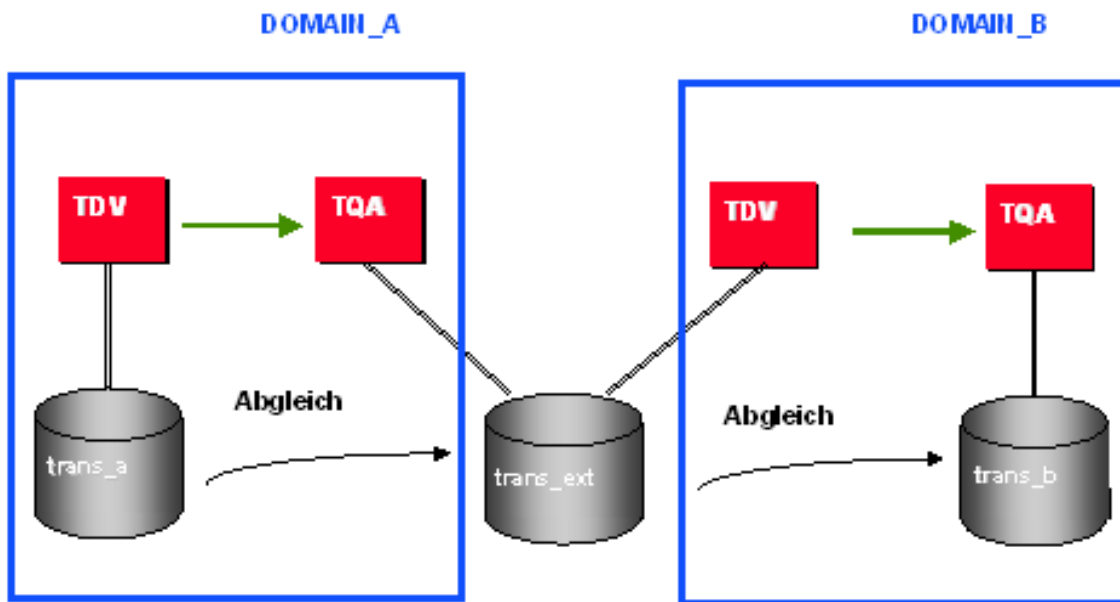 DOMAIN_A
DOMAIN_B
TDV
TQA
TDV
TQA
Abgleich
Abgleich
trans_a
trans_ext
trans_b